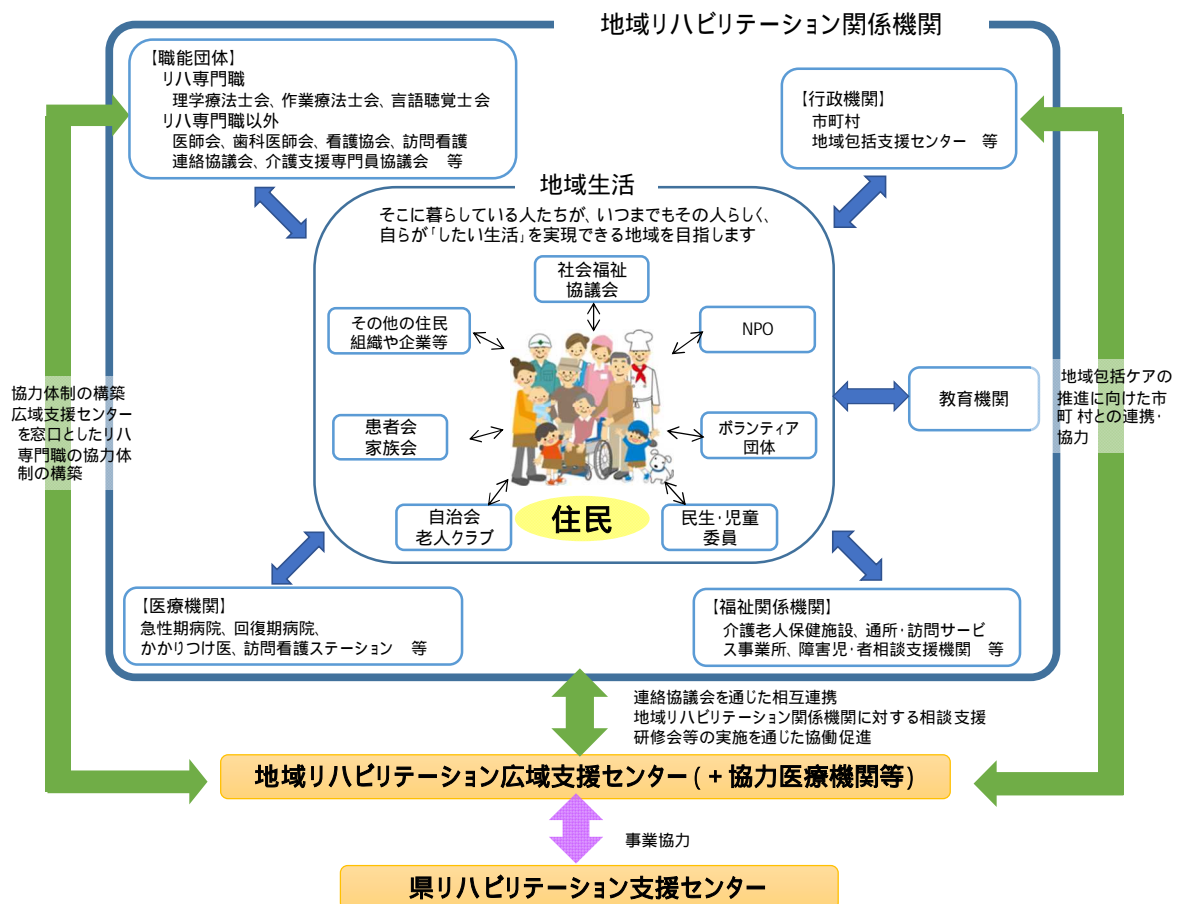 地域リハビリテーション関係機関
【職能団体】
リハ専門職
理学療法士会、作業療法士会、言語聴覚士会
リハ専門職以外
医師会、歯科医師会、看護協会、訪問看護
連絡協議会、介護支援専門員協議会　等
【行政機関】
市町村
地域包括支援センター　等
地域生活
そこに暮らしている人たちが、いつまでもその人らしく、
自らが「したい生活」を実現できる地域を目指します
社会福祉
協議会
その他の住民
組織や企業等
NPO
患者会
家族会
ボランティア
団体
自治会
老人クラブ
住民
民生・児童
委員
教育機関
協力体制の構築
広域支援センター
を窓口としたリハ
専門職の協力体
制の構築
地域包括ケアの
推進に向けた市
町 村との連携・
協力
【医療機関】
急性期病院、回復期病院、
かかりつけ医、訪問看護ステーション　等
【福祉関係機関】
介護老人保健施設、通所・訪問サービ
ス事業所、障害児・者相談支援機関　等
連絡協議会を通じた相互連携
地域リハビリテーション関係機関に対する相談支援
研修会等の実施を通じた協働促進
地域リハビリテーション広域支援センター(＋協力医療機関等)
事業協力
県リハビリテーション支援センター